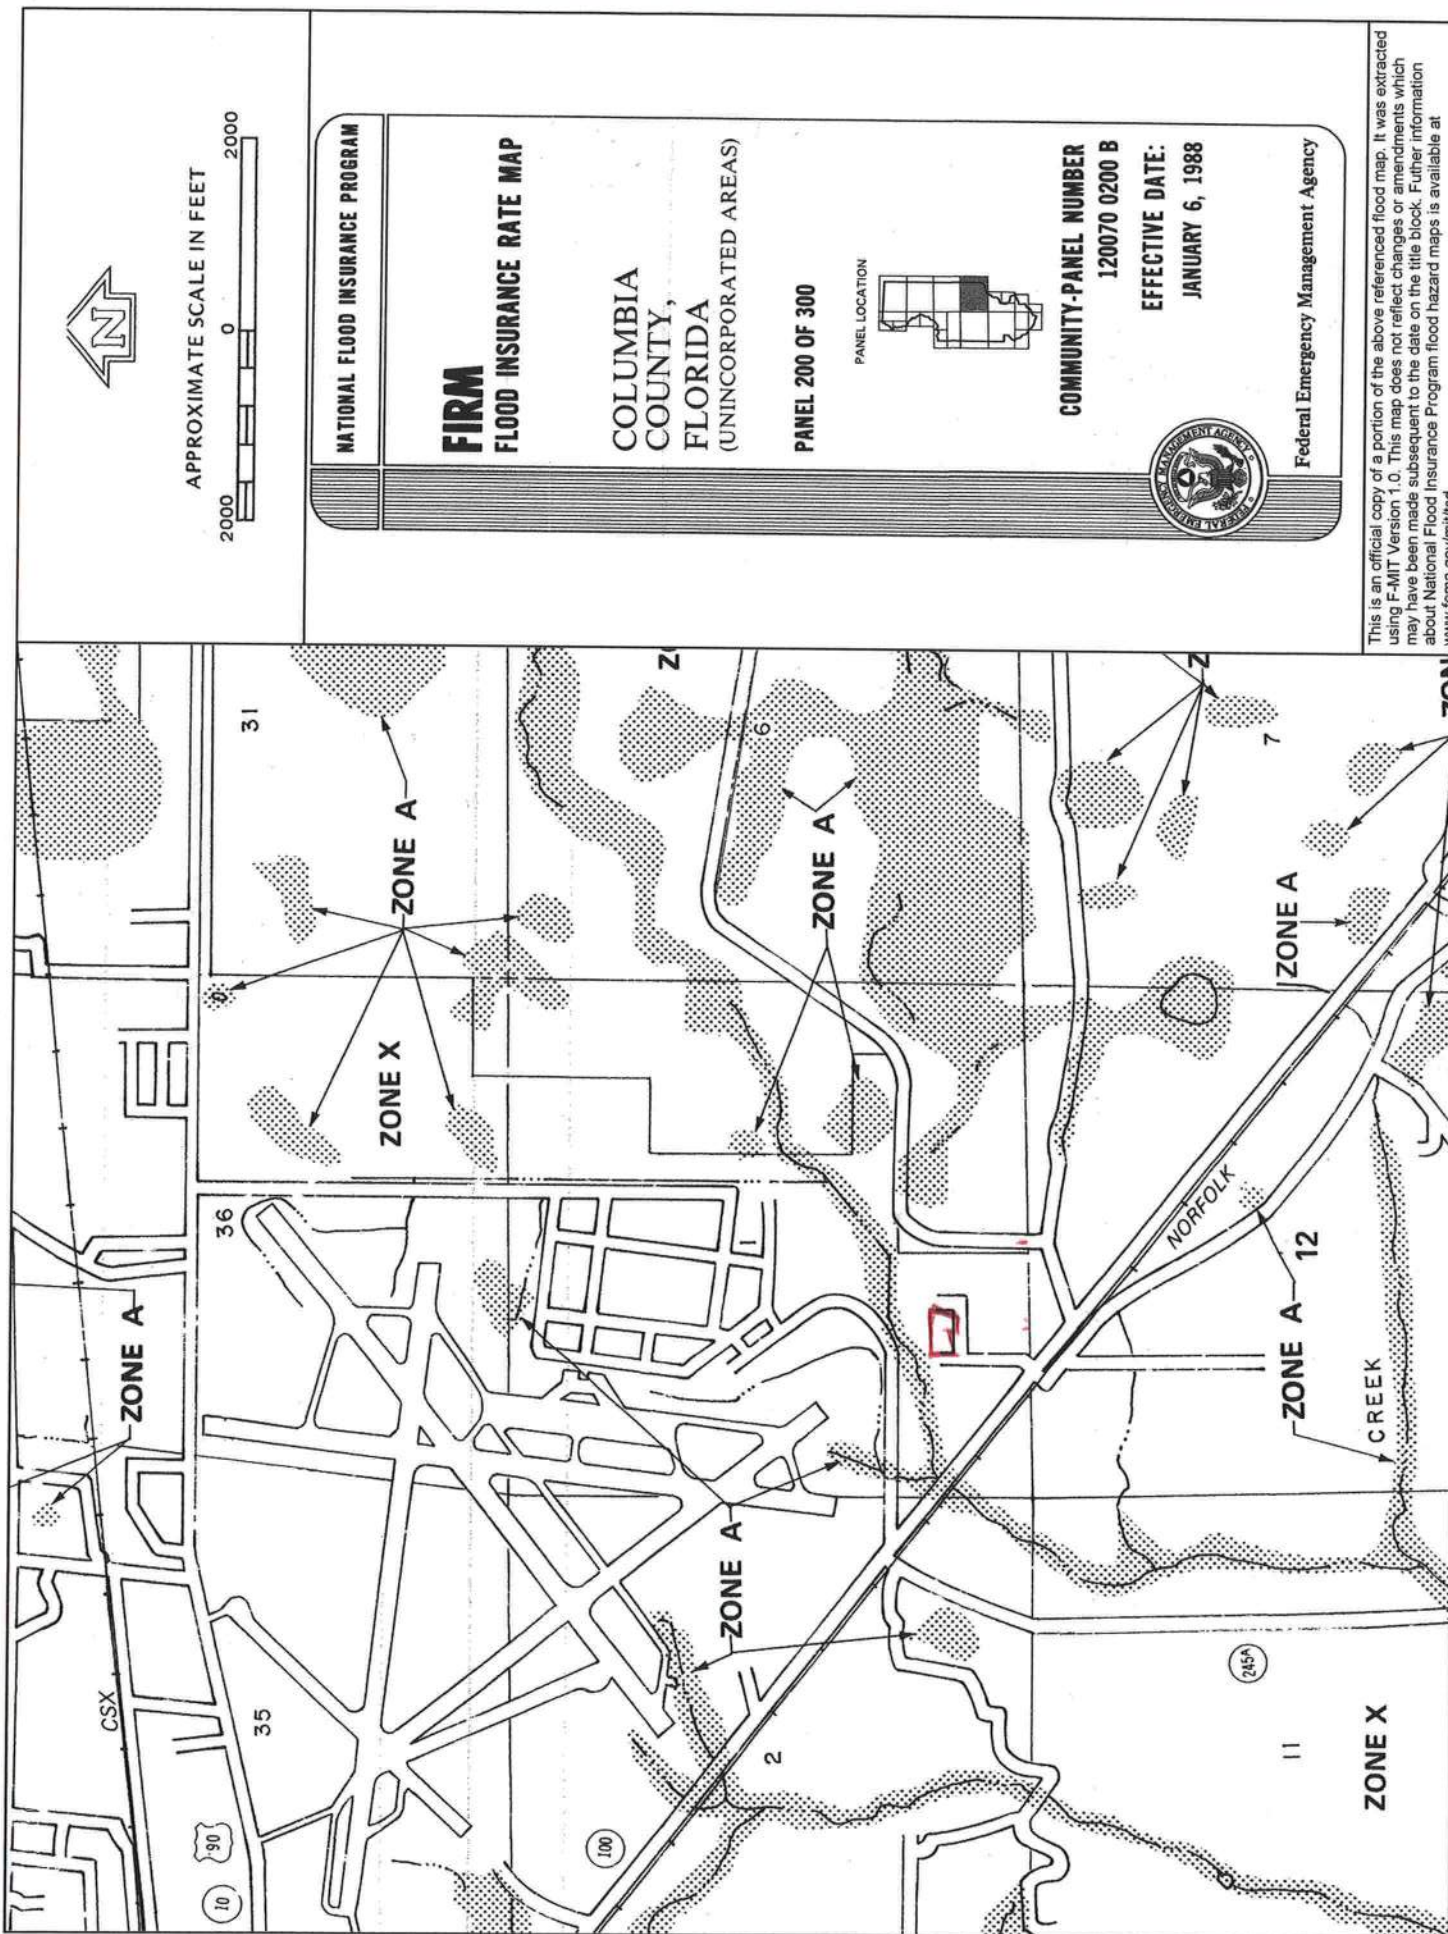 APPROXIMATE SCALE IN FEET
2000 0 2000
N
NATIONAL FLOOD INSURANCE PROGRAM
FIRM
FLOOD INSURANCE RATE MAP
COLUMBIA
COUNTY,
FLORIDA
(UNINCORPORATED AREAS)
PANEL 200 OF 300
PANEL LOCATION
COMMUNITY-PANEL NUMBER
120070 0200 B
EFFECTIVE DATE:
JANUARY 6, 1988
FEDERAL EMERGENCY MANAGEMENT AGENCY
Federal Emergency Management Agency
This is an official copy of a portion of the above referenced flood map. It was extracted
using F-MIT Version 1.0. This map does not reflect changes or amendments which
may have been made subsequent to the date on the title block. Futher information
about National Flood Insurance Program flood hazard maps is available at
CSX
90
10
35
ZONE A
36
31
ZONE A
ZONE X
100
2
ZONE A
1
ZONE A
6
245A
11
ZONE X
ZONE A
12
CREEK
NORFOLK
ZONE A
7